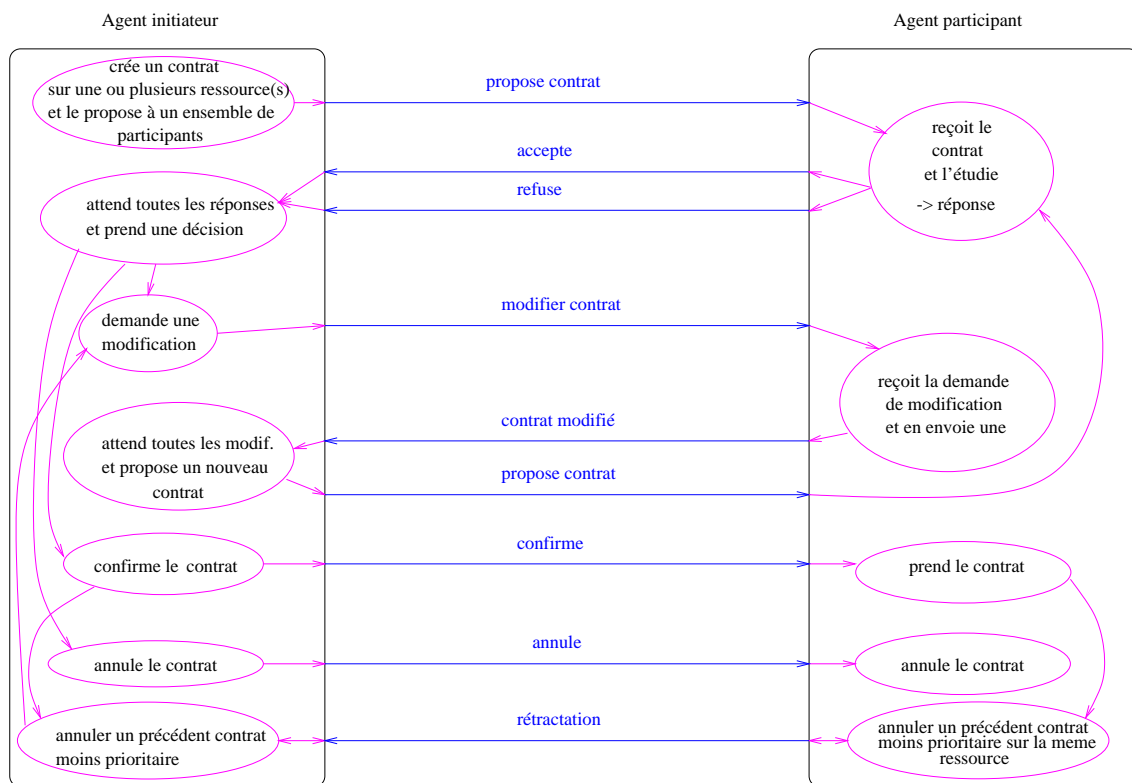 Agent initiateur
Agent participant
crée un contrat
sur une ou plusieurs ressource(s)
et le propose à un ensemble de
participants
propose contrat
reçoit le
contrat
et l'étudie
-> réponse
accepte
refuse
attend toutes les réponses
et prend une décision
demande une
modification
modifier contrat
reçoit la demande
de modification
et en envoie une
contrat modifié
attend toutes les modif.
et propose un nouveau
contrat
propose contrat
confirme le contrat
confirme
prend le contrat
annule le contrat
annule
annule le contrat
annuler un précédent contrat
moins prioritaire
rétractation
annuler un précédent contrat
moins prioritaire sur la meme
ressource